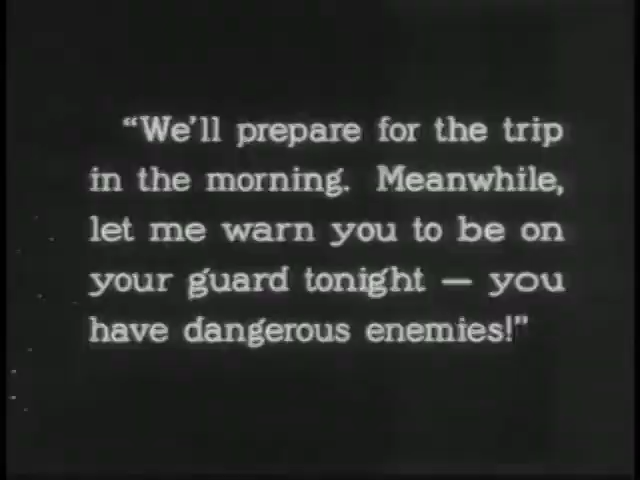 “We’ll prepare for the trip
in the morning. Meanwhile,
let me warn you to be on
your guard tonight — you
have dangerous enemies!”